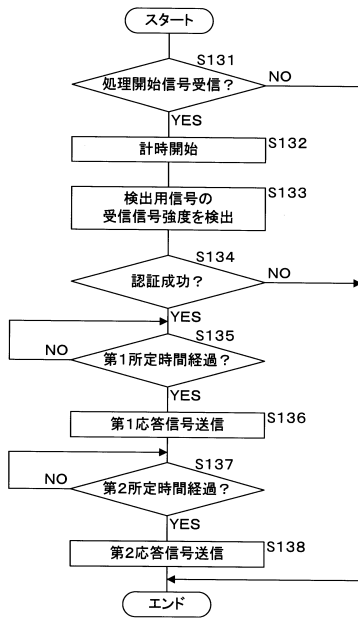 スタート
S131
処理開始信号受信？
NO
YES
S132
計時開始
S133
検出用信号の
受信信号強度を検出
S134
認証成功？
NO
YES
S135
NO
第1所定時間経過？
YES
S136
第1応答信号送信
S137
NO
第2所定時間経過？
YES
S138
第2応答信号送信
エンド